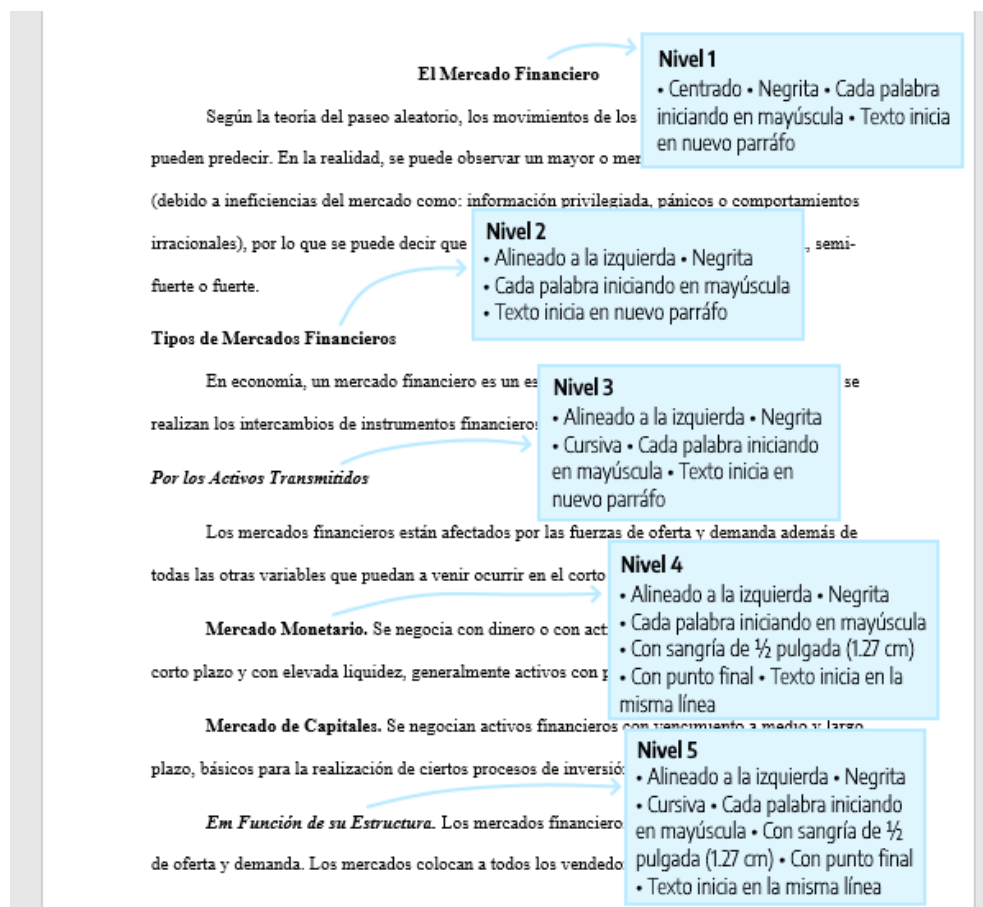 El Mercado Financiero
Según la teoría del paseo aleatorio, los movimientos de los
pueden predecir. En la realidad, se puede observar un mayor o
(debido a ineficiencias del mercado como: información privilegiada, pánicos o comportamientos
irracionales), por lo que se puede decir que
, semi-
fuerte o fuerte.
Nivel 1
• Centrado • Negrita • Cada palabra
iniciando en mayúscula • Texto inicia
en nuevo parráfo
Nivel 2
• Alineado a la izquierda • Negrita
• Cada palabra iniciando en mayúscula
• Texto inicia en nuevo parráfo
Tipos de Mercados Financieros
En economía, un mercado financiero es un
se
realizan los intercambios de instrumentos
Nivel 3
• Alineado a la izquierda • Negrita
• Cursiva • Cada palabra iniciando
en mayúscula • Texto inicia en
nuevo parráfo
Por los Activos Transmitidos
Los mercados financieros están afectados por las fuerzas de oferta y demanda además de
todas las otras variables que puedan a venir ocurrir en el corto
Nivel 4
• Alineado a la izquierda • Negrita
• Cada palabra iniciando en mayúscula
• Con sangría de ½ pulgada (1.27 cm)
• Con punto final • Texto inicia en la
misma línea
Mercado Monetario. Se negocia con dinero o con
corto plazo y con elevada liquidez, generalmente activos con
Mercado de Capitales. Se negocian activos financieros con vencimiento a medio y largo
plazo, básicos para la realización de ciertos procesos de
Nivel 5
• Alineado a la izquierda • Negrita
• Cursiva • Cada palabra iniciando
en mayúscula • Con sangría de ½
pulgada (1.27 cm) • Con punto final
• Texto inicia en la misma línea
Em Función de su Estructura. Los mercados
de oferta y demanda. Los mercados colocan a todos los